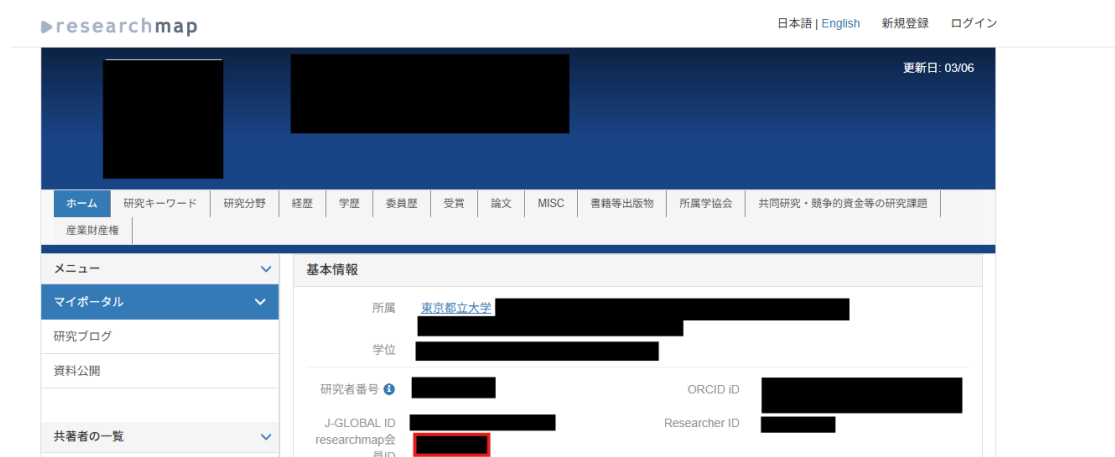 researchmap
日本語 | English 新規登録 ログイン
更新日: 03/06
ホーム 研究キーワード 研究分野 経歴 学歴 委員歴 受賞 論文 MISC 書籍等出版物 所属学協会 共同研究・競争的資金等の研究課題
産業財産権
メニュー
マイポータル
研究ブログ
資料公開
共著者の一覧
基本情報
所属 東京都立大学
学位
研究者番号 ORCID iD
J-GLOBAL ID Researcher ID
researchmap会
員ID